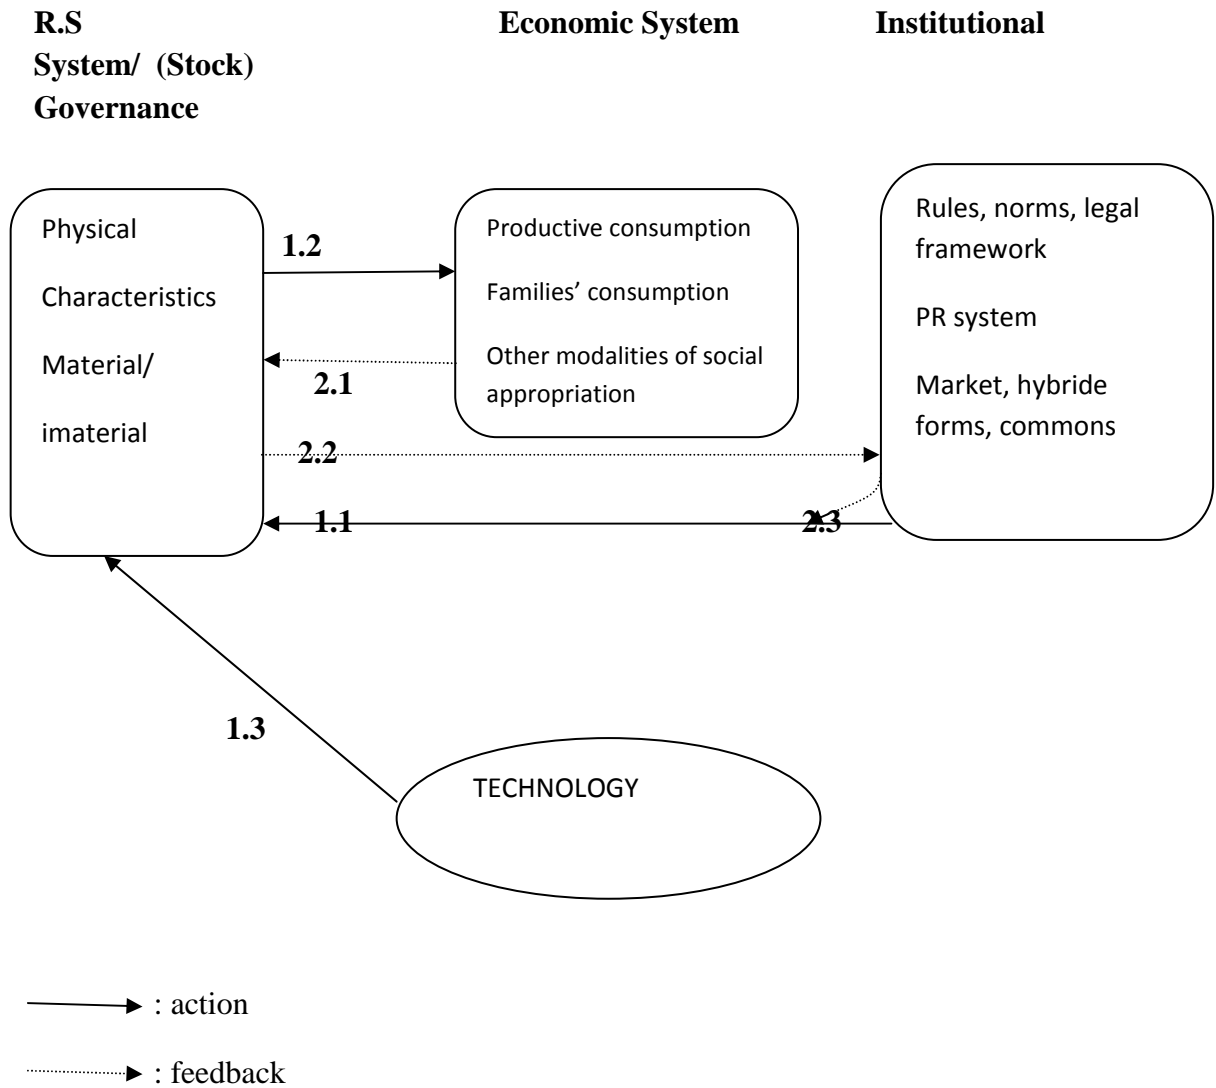 R.S
System/ (Stock)
Governance
Economic System
Institutional
Physical
Characteristics
Material/
imaterial
1.2
2.1
2.2
1.1
Productive consumption
Families’ consumption
Other modalities of social
appropriation
Rules, norms, legal
framework
PR system
Market, hybride
forms, commons
2.3
1.3
TECHNOLOGY
: action
: feedback